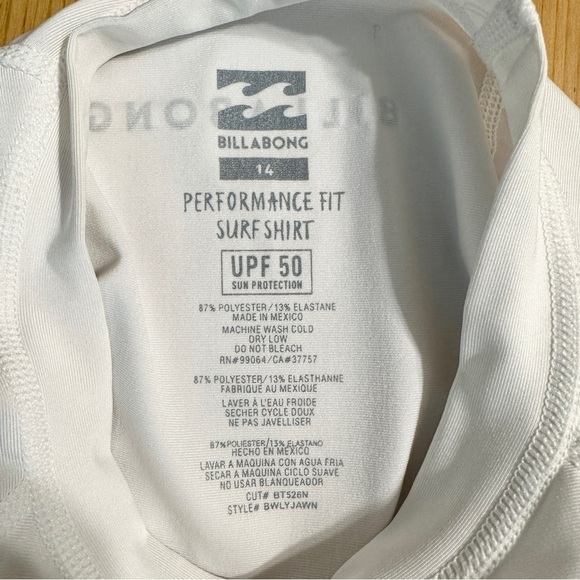 BILLABONG
BILLABONG
14
PERFORMANCE FIT
SURF SHIRT
UPF 50
SUN PROTECTION
87% POLYESTER/13% ELASTANE
MADE IN MEXICO
MACHINE WASH COLD
DRY LOW
DO NOT BLEACH
RN#99064/CA#37757
87% POLYESTER/13% ELASTHANNE
FABRIQUE AU MEXIQUE
LAVER À L'EAU FROIDE
SECHER CYCLE DOUX
NE PAS JAVELLISER
87%POLIESTER/13% ELASTANO
HECHO EN MÉXICO
LAVAR A MAQUINA CON AGUA FRIA
SECAR A MAQUINA CICLO SUAVE
NO USAR BLANQUEADOR
CUT# BT526N
STYLE# BWLYJAWN